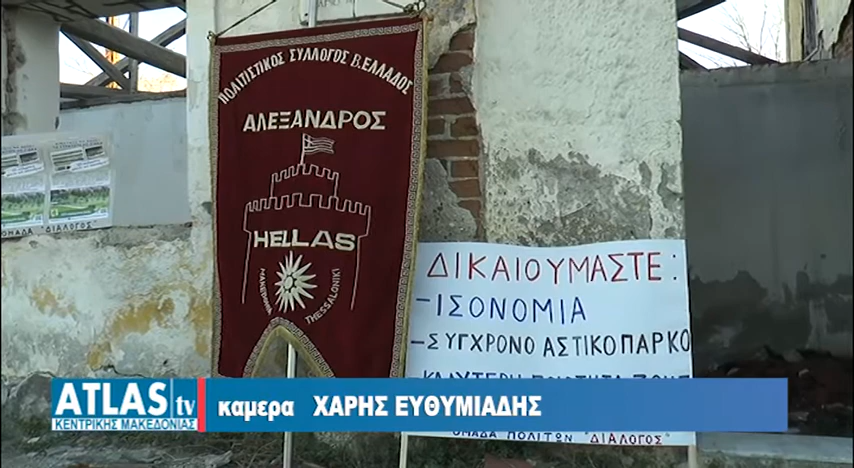 ΠΟΛΙΤΙΣΤΙΚΟΣ ΣΥΛΛΟΓΟΣ Β. ΕΛΛΑΔΟΣ
ΑΛΕΞΑΝΔΡΟΣ
HELLAS
THESSALONIKI
ΟΜΑΔΑ "ΔΙΑΛΟΓΟΣ"
ΔΙΚΑΙΟΥΜΑΣΤΕ:
-ΙΣΟΝΟΜΙΑ
-ΣΥΓΧΡΟΝΟ ΑΣΤΙΚΟ ΠΑΡΚΟ
ΟΜΑΔΑ ΠΟΛΙΤΩΝ "ΔΙΑΛΟΓΟΣ"
ATLAS tv
ΚΕΝΤΡΙΚΗΣ ΜΑΚΕΔΟΝΙΑΣ
καμερα ΧΑΡΗΣ ΕΥΘΥΜΙΑΔΗΣ